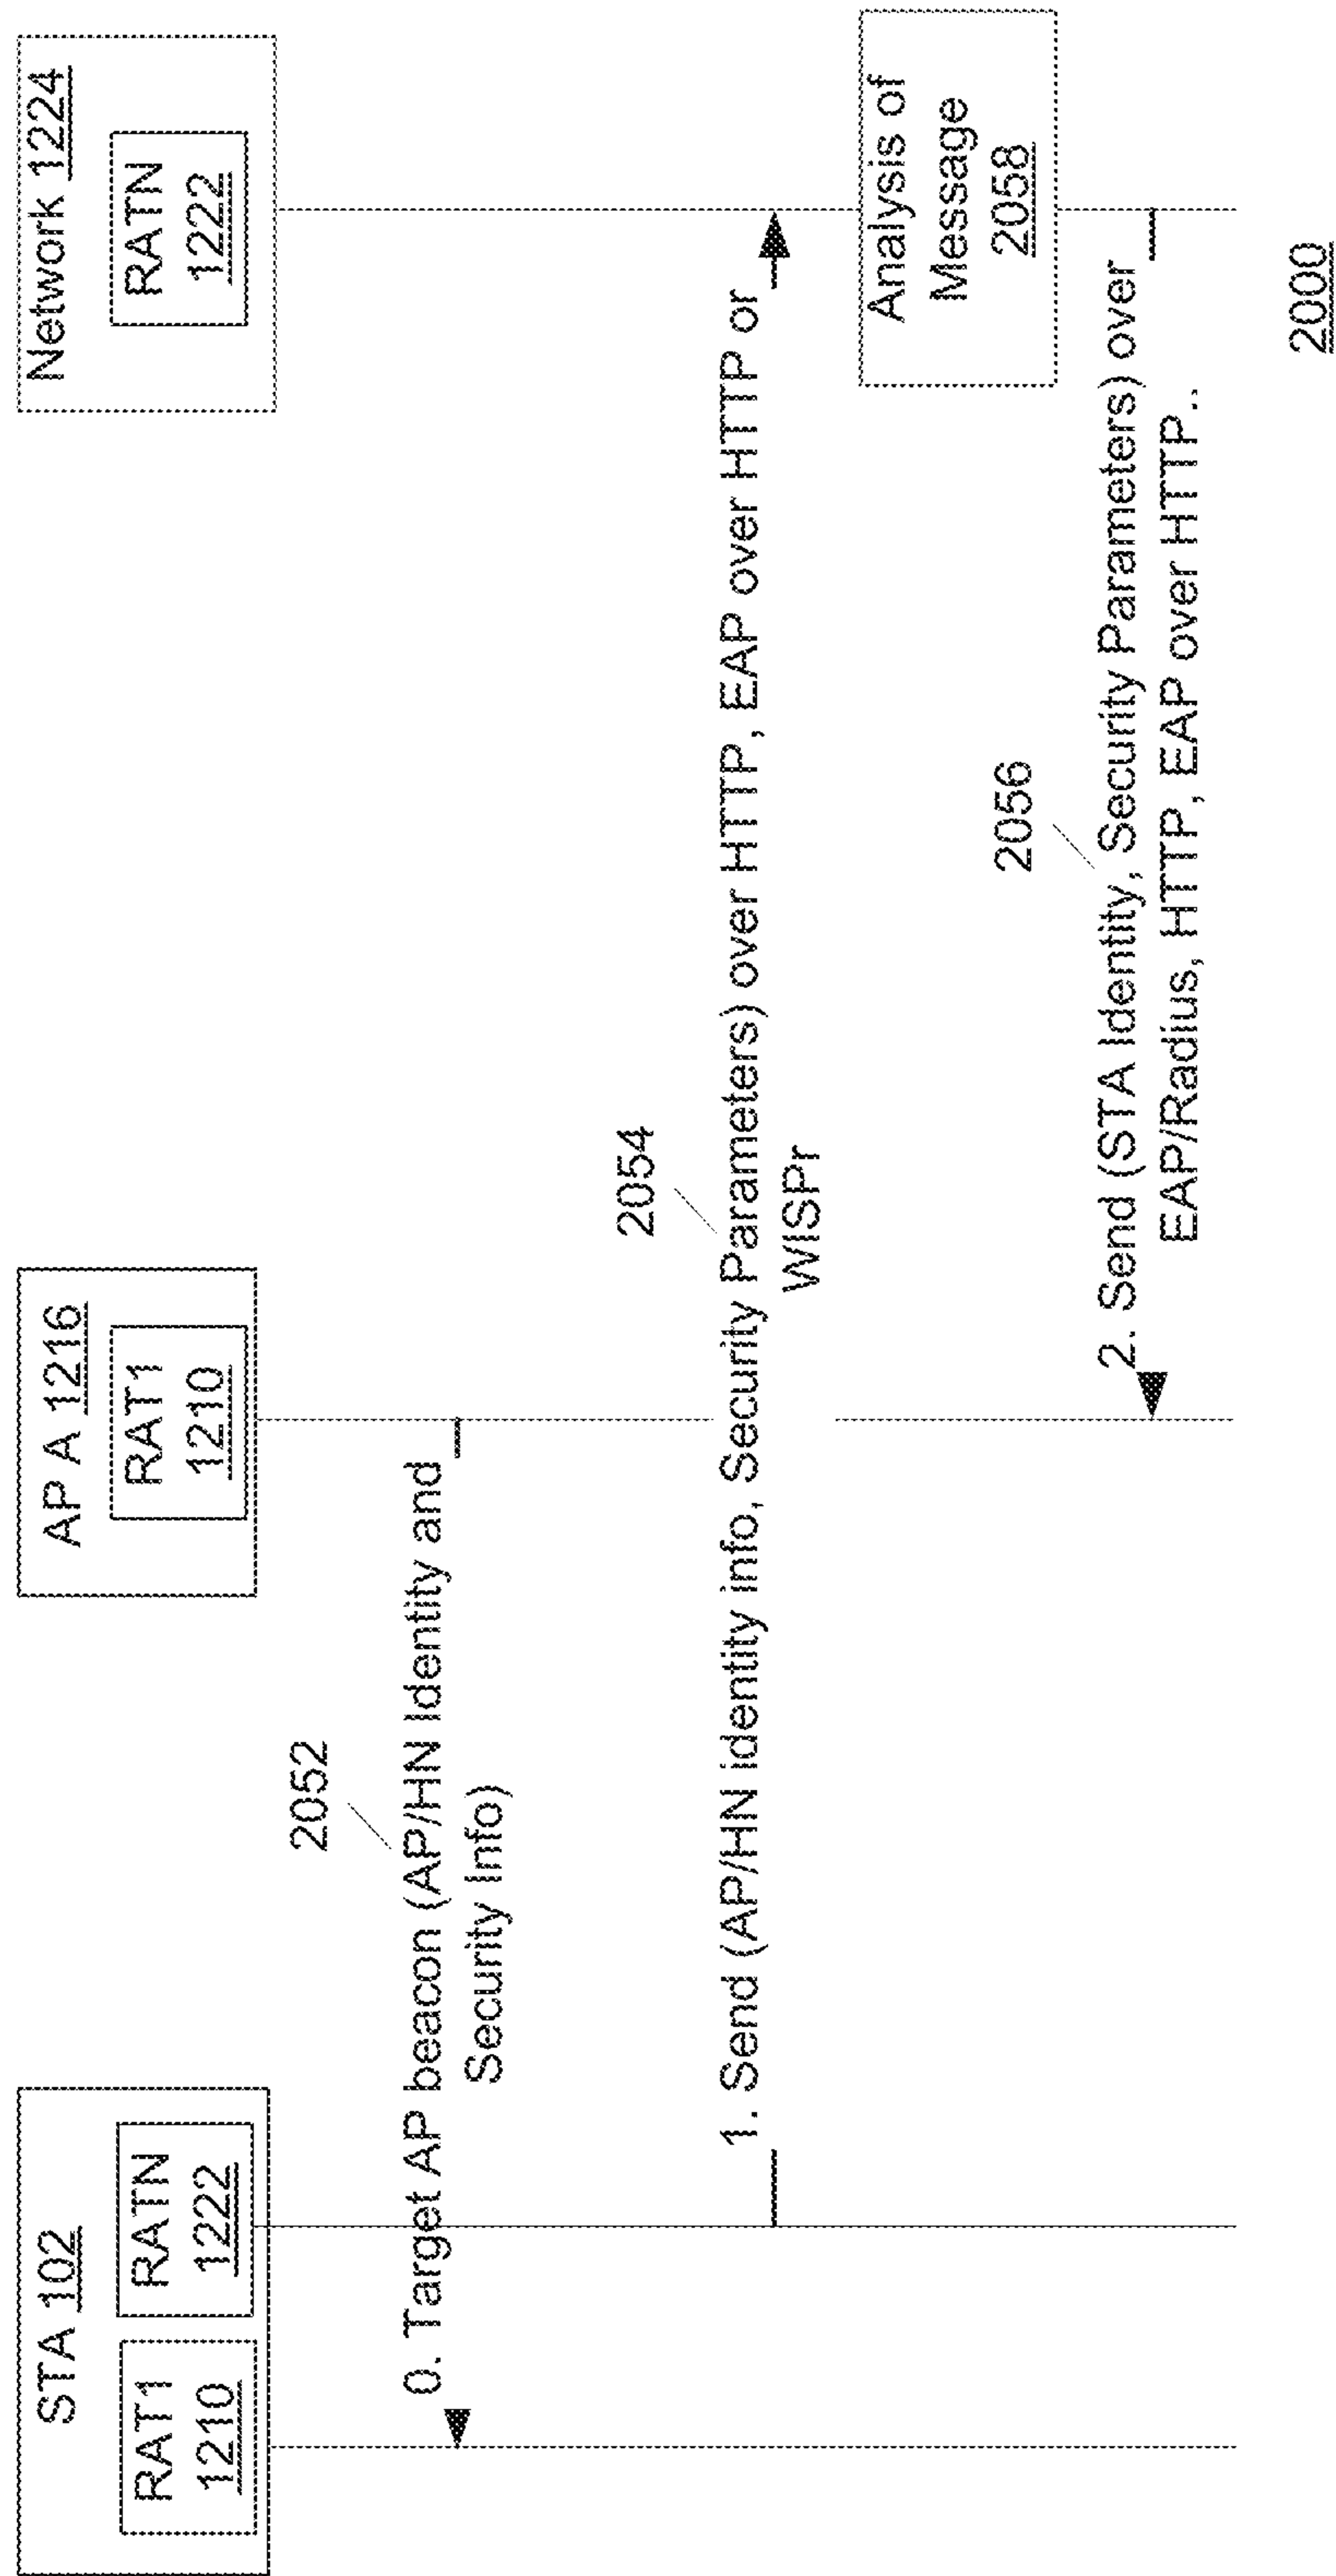 STA 102
RAT1
1210
RATN
1222
AP A 1216
RAT1
1210
Network 1224
RATN
1222
2052
0. Target AP beacon (AP/HN Identity and
Security Info)
2054
1. Send (AP/HN identity info, Security Parameters) over HTTP, EAP over HTTP or
WISPr
Analysis of
Message
2058
2056
2. Send (STA Identity, Security Parameters) over
EAP/Radius, HTTP, EAP over HTTP..
2000